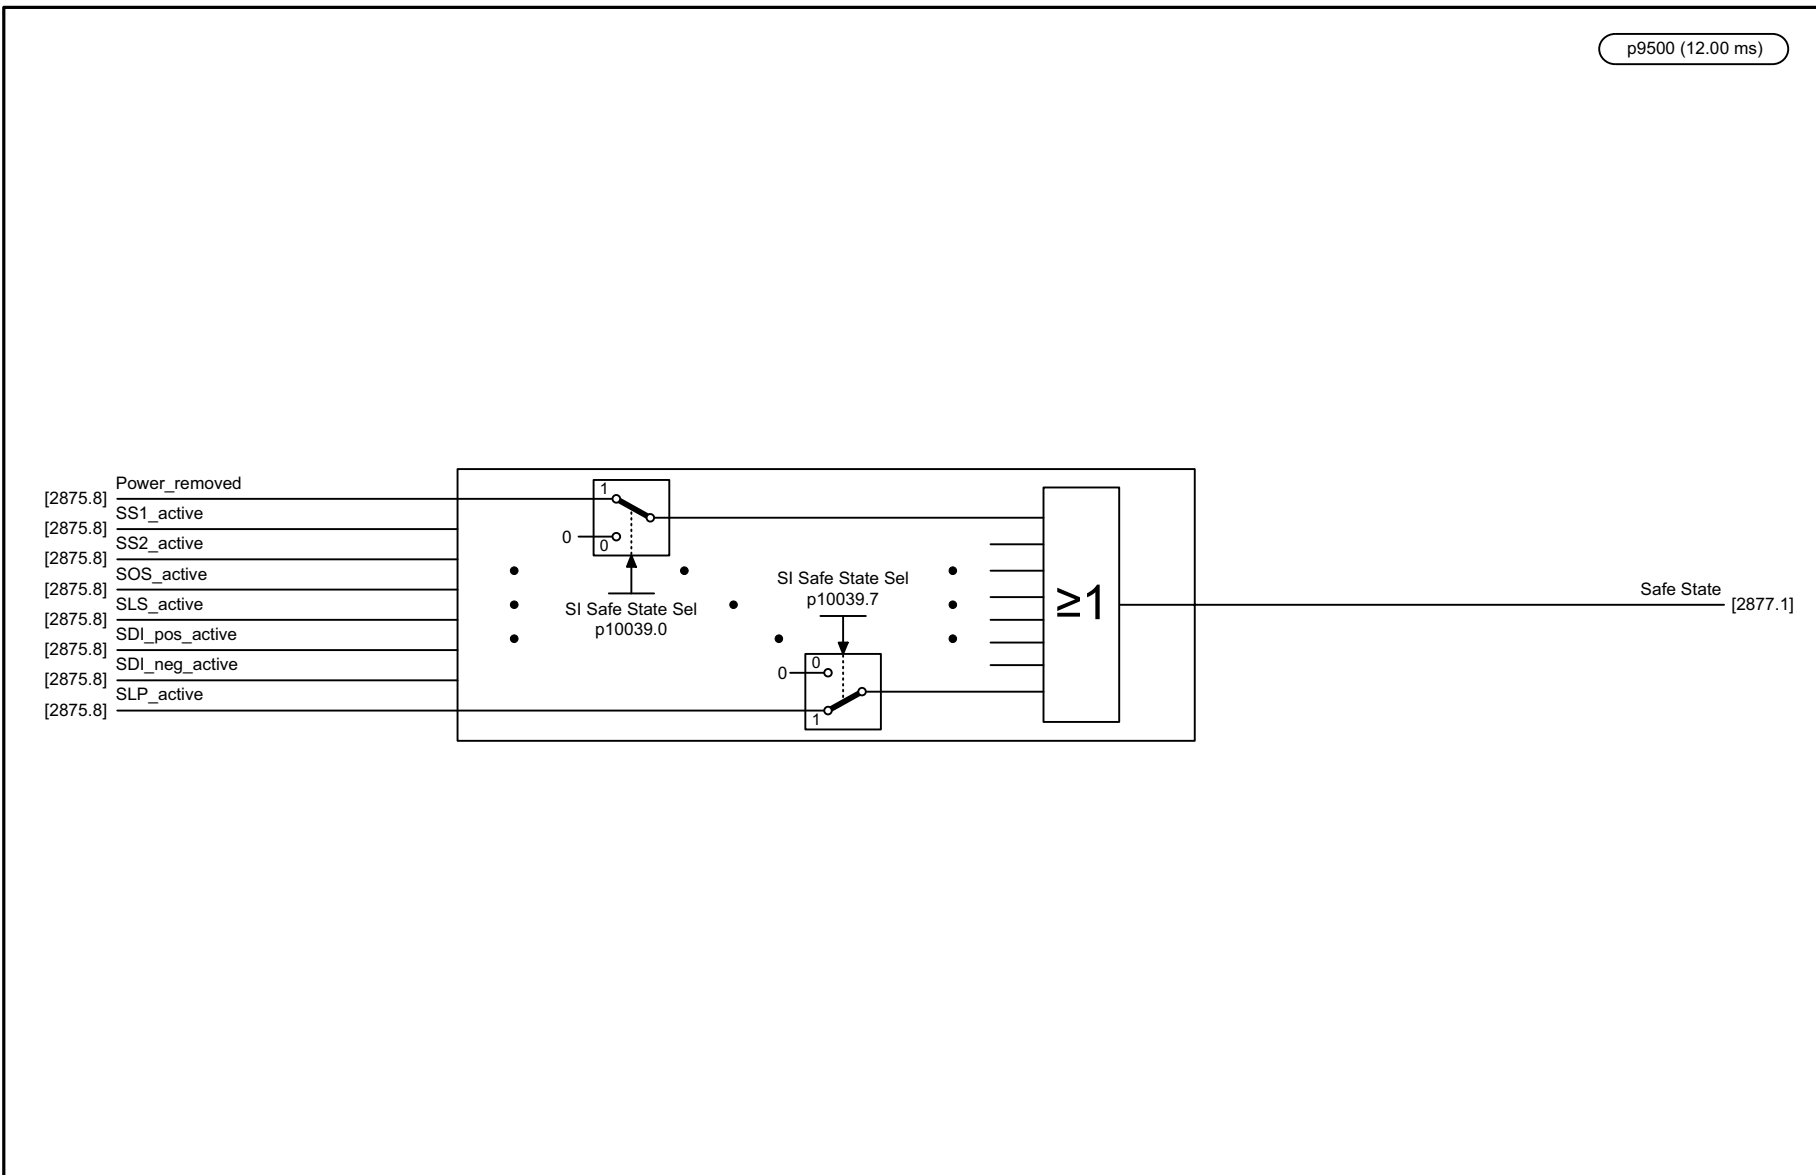 p9500 (12.00 ms)
Power_removed
[2875.8]
SS1_active
[2875.8]
SS2_active
[2875.8]
SOS_active
[2875.8]
SLS_active
[2875.8]
SDI_pos_active
[2875.8]
SDI_neg_active
[2875.8]
SLP_active
[2875.8]
1
0
0
SI Safe State Sel
p10039.0
SI Safe State Sel
p10039.7
0
0
1
≥1
Safe State
[2877.1]